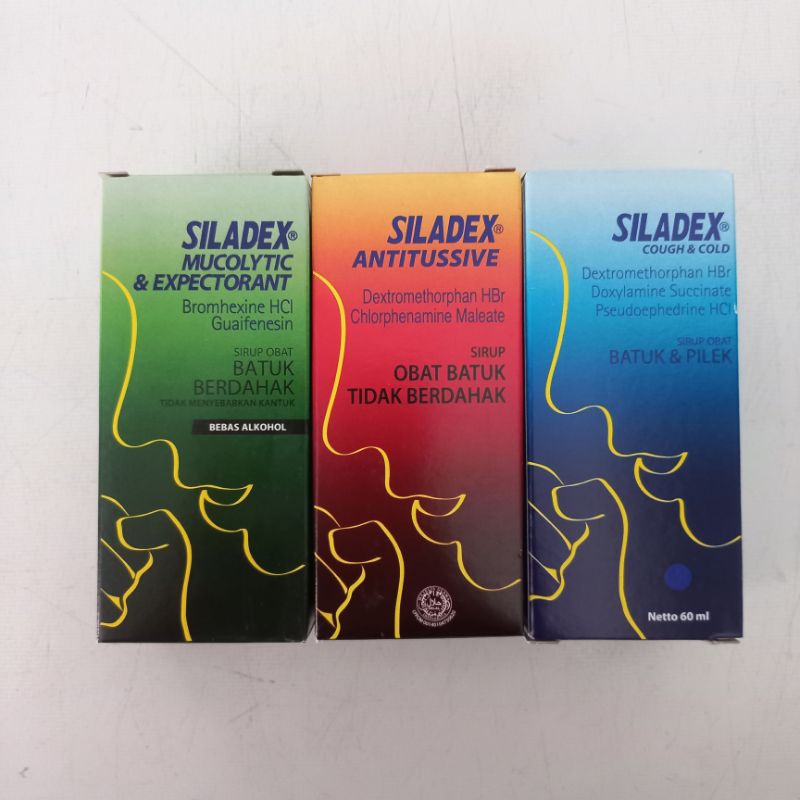 SILADEX®
MUCOLYTIC
& EXPECTORANT
Bromhexine HCl
Guaifenesin
SIRUP OBAT
BATUK
BERDAHAK
TIDAK MENYEBABKAN KANTUK
BEBAS ALKOHOL
SILADEX®
ANTITUSSIVE
Dextromethorphan HBr
Chlorphenamine Maleate
SIRUP
OBAT BATUK
TIDAK BERDAHAK
SILADEX®
COUGH & COLD
Dextromethorphan HBr
Doxylamine Succinate
Pseudoephedrine HCl
SIRUP OBAT
BATUK & PILEK
Netto 60 ml